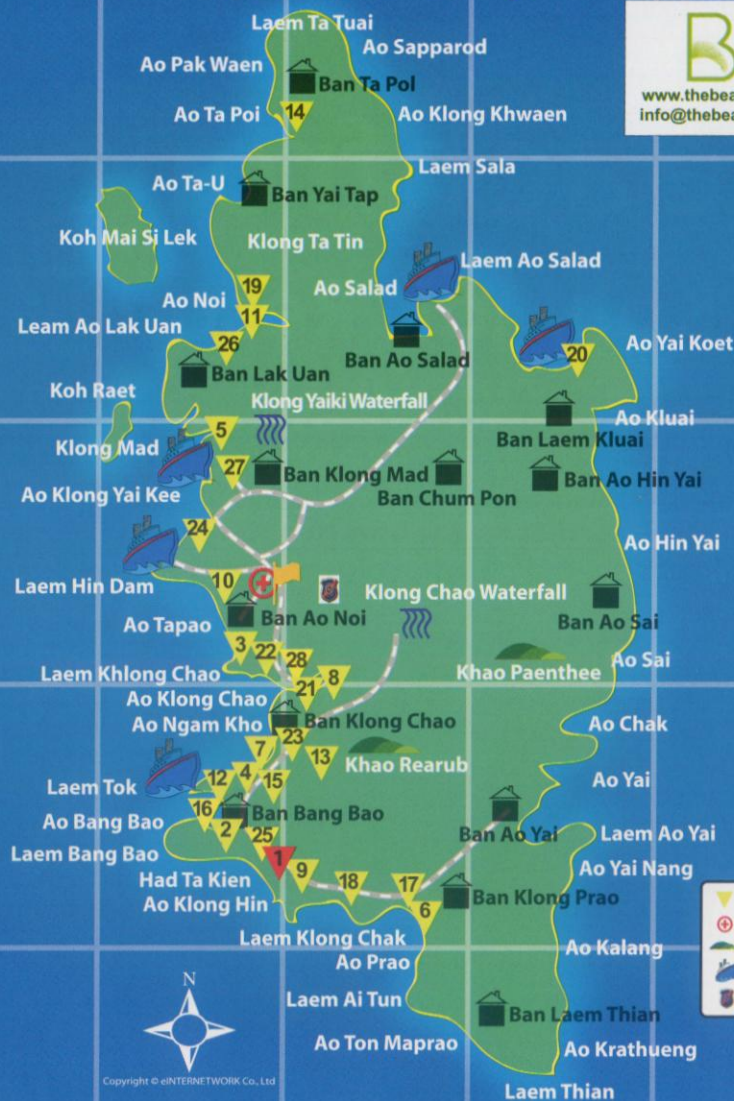 Laem Ta Tuai
Ao Sapparod
Ao Pak Waen
Ban Ta Pol
Ao Ta Poi
14
Ao Klong Khwaen
www.thebea
info@thebea
Laem Sala
Ao Ta-U
Ban Yai Tap
Koh Mai Si Lek
Klong Ta Tin
Laem Ao Salad
19
Ao Salad
Ao Noi
11
Leam Ao Lak Uan
26
Ban Ao Salad
20
Ao Yai Koet
Ban Lak Uan
Koh Raet
Klong Yaiki Waterfall
Ao Kluai
5
Ban Laem Kluai
Klong Mad
27
Ban Klong Mad
Ban Ao Hin Yai
Ao Klong Yai Kee
Ban Chum Pon
24
Ao Hin Yai
Laem Hin Dam
10
Klong Chao Waterfall
Ao Tapao
Ban Ao Noi
Ban Ao Sai
3
22
28
Ao Sai
Laem Khlong Chao
8
Khao Paenthee
21
Ao Klong Chao
Ao Ngam Kho
Ban Klong Chao
Ao Chak
23
7
13
Khao Rearub
Laem Tok
12
4
15
Ao Yai
16
Ban Bang Bao
Ao Bang Bao
2
25
Ban Ao Yai
Laem Ao Yai
Laem Bang Bao
1
9
Ao Yai Nang
Had Ta Kien
18
17
Ban Klong Prao
Ao Klong Hin
6
Laem Klong Chak
Ao Kalang
Ao Prao
N
Laem Ai Tun
Ban Laem Thian
Ao Ton Maprao
Ao Krathueng
Copyright © eINTERNETWORK Co., Ltd
Laem Thian